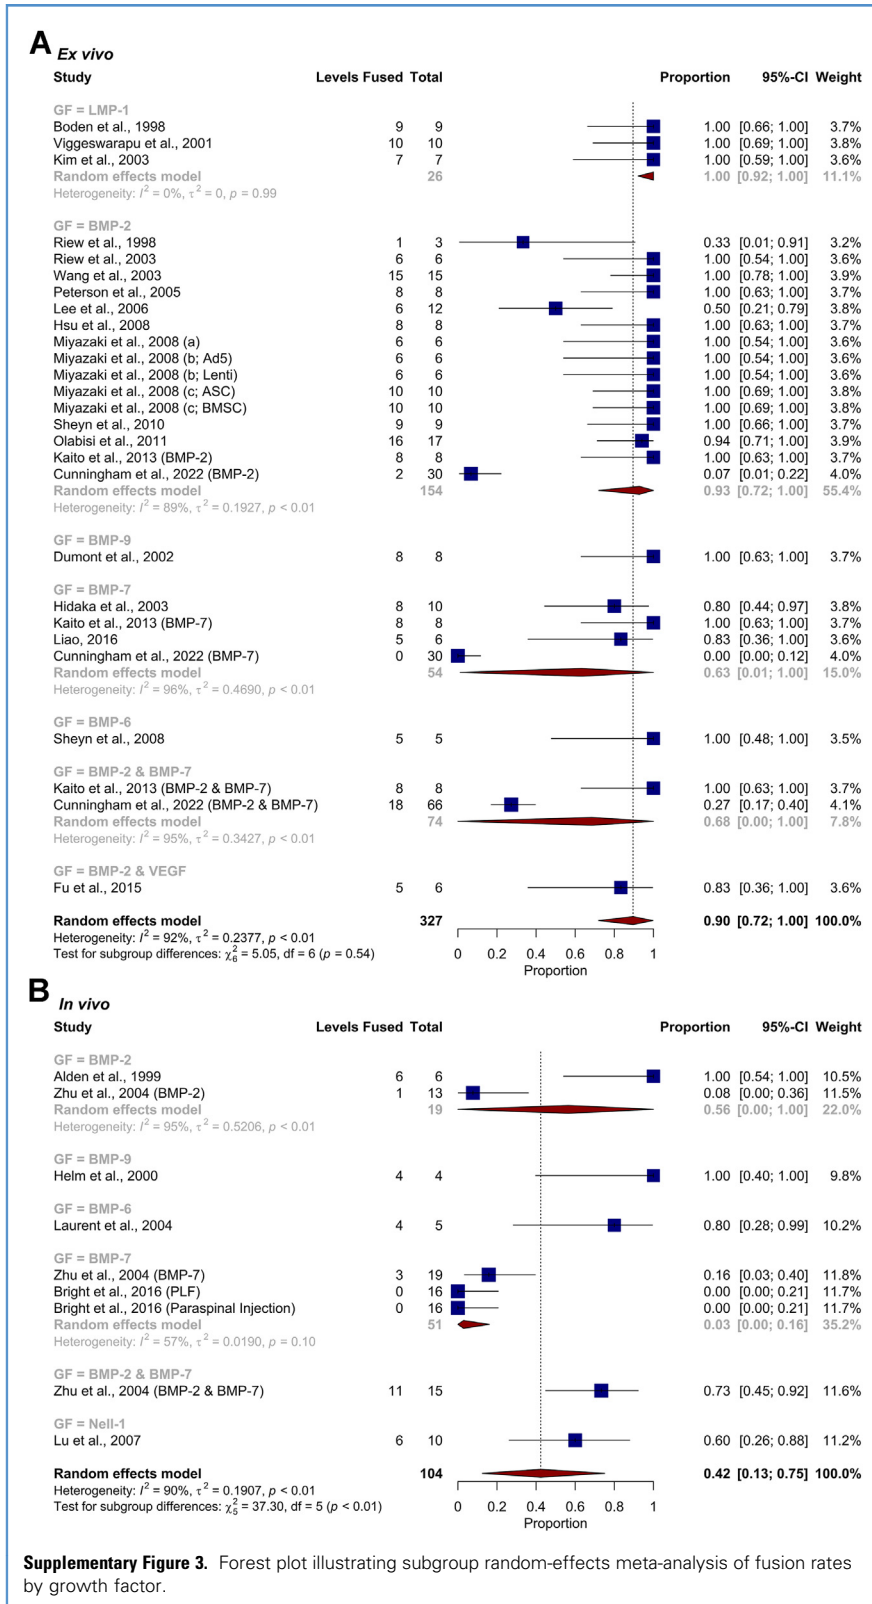 A Ex vivo
Study Levels Fused Total Proportion 95%-CI Weight
GF = LMP-1
Boden et al., 1998 9 9 1.00 [0.66; 1.00] 3.7%
Viggeswarapu et al., 2001 10 10 1.00 [0.69; 1.00] 3.8%
Kim et al., 2003 7 7 1.00 [0.59; 1.00] 3.6%
Random effects model 26 1.00 [0.92; 1.00] 11.1%
Heterogeneity: I² = 0%, τ² = 0, p = 0.99
GF = BMP-2
Riew et al., 1998 1 3 0.33 [0.01; 0.91] 3.2%
Riew et al., 2003 6 6 1.00 [0.54; 1.00] 3.6%
Wang et al., 2003 15 15 1.00 [0.78; 1.00] 3.9%
Peterson et al., 2005 8 8 1.00 [0.63; 1.00] 3.7%
Lee et al., 2006 6 12 0.50 [0.21; 0.79] 3.8%
Hsu et al., 2008 8 8 1.00 [0.63; 1.00] 3.7%
Miyazaki et al., 2008 (a) 6 6 1.00 [0.54; 1.00] 3.6%
Miyazaki et al., 2008 (b; Ad5) 6 6 1.00 [0.54; 1.00] 3.6%
Miyazaki et al., 2008 (b; Lenti) 6 6 1.00 [0.54; 1.00] 3.6%
Miyazaki et al., 2008 (c; ASC) 10 10 1.00 [0.69; 1.00] 3.8%
Miyazaki et al., 2008 (c; BMSC) 10 10 1.00 [0.69; 1.00] 3.8%
Sheyn et al., 2010 9 9 1.00 [0.66; 1.00] 3.7%
Olabisi et al., 2011 16 17 0.94 [0.71; 1.00] 3.9%
Kaito et al., 2013 (BMP-2) 8 8 1.00 [0.63; 1.00] 3.7%
Cunningham et al., 2022 (BMP-2) 2 30 0.07 [0.01; 0.22] 4.0%
Random effects model 154 0.93 [0.72; 1.00] 55.4%
Heterogeneity: I² = 89%, τ² = 0.1927, p < 0.01
GF = BMP-9
Dumont et al., 2002 8 8 1.00 [0.63; 1.00] 3.7%
GF = BMP-7
Hidaka et al., 2003 8 10 0.80 [0.44; 0.97] 3.8%
Kaito et al., 2013 (BMP-7) 8 8 1.00 [0.63; 1.00] 3.7%
Liao, 2016 5 6 0.83 [0.36; 1.00] 3.6%
Cunningham et al., 2022 (BMP-7) 0 30 0.00 [0.00; 0.12] 4.0%
Random effects model 54 0.63 [0.01; 1.00] 15.0%
Heterogeneity: I² = 96%, τ² = 0.4690, p < 0.01
GF = BMP-6
Sheyn et al., 2008 5 5 1.00 [0.48; 1.00] 3.5%
GF = BMP-2 & BMP-7
Kaito et al., 2013 (BMP-2 & BMP-7) 8 8 1.00 [0.63; 1.00] 3.7%
Cunningham et al., 2022 (BMP-2 & BMP-7) 18 66 0.27 [0.17; 0.40] 4.1%
Random effects model 74 0.68 [0.00; 1.00] 7.8%
Heterogeneity: I² = 95%, τ² = 0.3427, p < 0.01
GF = BMP-2 & VEGF
Fu et al., 2015 5 6 0.83 [0.36; 1.00] 3.6%
Random effects model 327 0.90 [0.72; 1.00] 100.0%
Heterogeneity: I² = 92%, τ² = 0.2377, p < 0.01
Test for subgroup differences: χ²₆ = 5.05, df = 6 (p = 0.54)
0 0.2 0.4 0.6 0.8 1
Proportion
B In vivo
Study Levels Fused Total Proportion 95%-CI Weight
GF = BMP-2
Alden et al., 1999 6 6 1.00 [0.54; 1.00] 10.5%
Zhu et al., 2004 (BMP-2) 1 13 0.08 [0.00; 0.36] 11.5%
Random effects model 19 0.56 [0.00; 1.00] 22.0%
Heterogeneity: I² = 95%, τ² = 0.5206, p < 0.01
GF = BMP-9
Helm et al., 2000 4 4 1.00 [0.40; 1.00] 9.8%
GF = BMP-6
Laurent et al., 2004 4 5 0.80 [0.28; 0.99] 10.2%
GF = BMP-7
Zhu et al., 2004 (BMP-7) 3 19 0.16 [0.03; 0.40] 11.8%
Bright et al., 2016 (PLF) 0 16 0.00 [0.00; 0.21] 11.7%
Bright et al., 2016 (Paraspinal Injection) 0 16 0.00 [0.00; 0.21] 11.7%
Random effects model 51 0.03 [0.00; 0.16] 35.2%
Heterogeneity: I² = 57%, τ² = 0.0190, p = 0.10
GF = BMP-2 & BMP-7
Zhu et al., 2004 (BMP-2 & BMP-7) 11 15 0.73 [0.45; 0.92] 11.6%
GF = Nell-1
Lu et al., 2007 6 10 0.60 [0.26; 0.88] 11.2%
Random effects model 104 0.42 [0.13; 0.75] 100.0%
Heterogeneity: I² = 90%, τ² = 0.1907, p < 0.01
Test for subgroup differences: χ²₅ = 37.30, df = 5 (p < 0.01)
0 0.2 0.4 0.6 0.8 1
Proportion
Supplementary Figure 3. Forest plot illustrating subgroup random-effects meta-analysis of fusion rates
by growth factor.